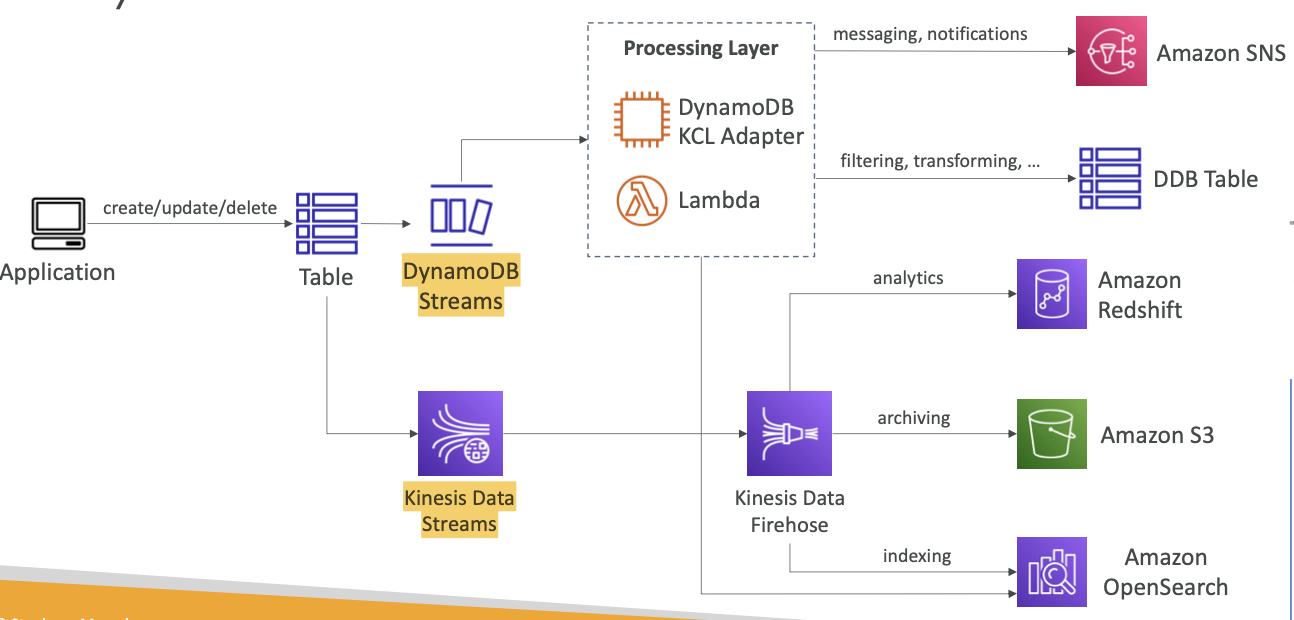 Processing Layer
DynamoDB
KCL Adapter
Lambda
messaging, notifications
Amazon SNS
filtering, transforming, ...
DDB Table
create/update/delete
Application
Table
DynamoDB
Streams
analytics
Amazon
Redshift
Kinesis Data
Streams
Kinesis Data
Firehose
archiving
Amazon S3
indexing
Amazon
OpenSearch